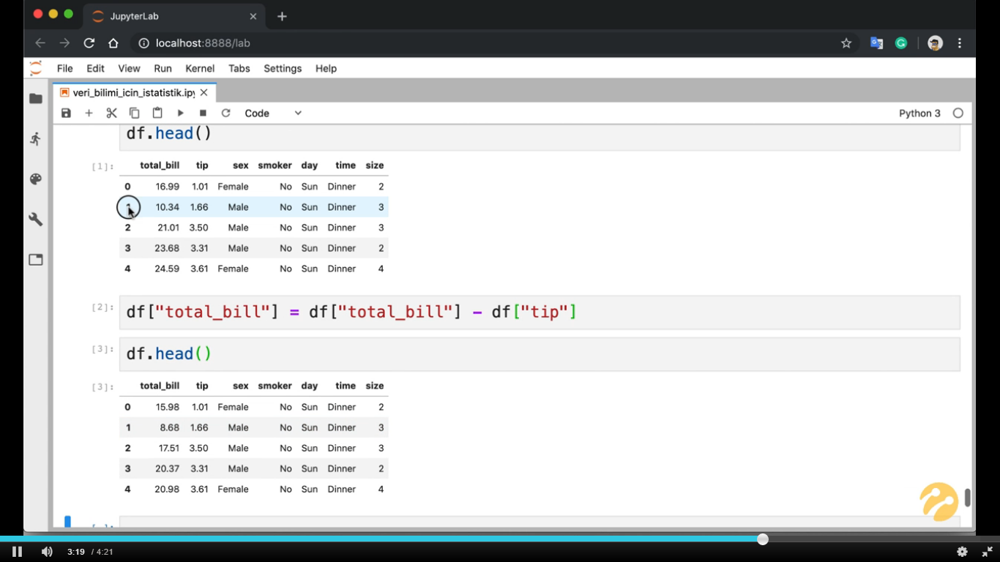 JupyterLab
localhost:8888/lab
File Edit View Run Kernel Tabs Settings Help
veri_bilimi_icin_istatistik.ipy
Code Python 3
df.head()
[1]: total_bill tip sex smoker day time size
0 16.99 1.01 Female No Sun Dinner 2
10.34 1.66 Male No Sun Dinner 3
2 21.01 3.50 Male No Sun Dinner 3
3 23.68 3.31 Male No Sun Dinner 2
4 24.59 3.61 Female No Sun Dinner 4
[2]: df["total_bill"] = df["total_bill"] - df["tip"]
[3]: df.head()
[3]: total_bill tip sex smoker day time size
0 15.98 1.01 Female No Sun Dinner 2
1 8.68 1.66 Male No Sun Dinner 3
2 17.51 3.50 Male No Sun Dinner 3
3 20.37 3.31 Male No Sun Dinner 2
4 20.98 3.61 Female No Sun Dinner 4
3:19 / 4:21